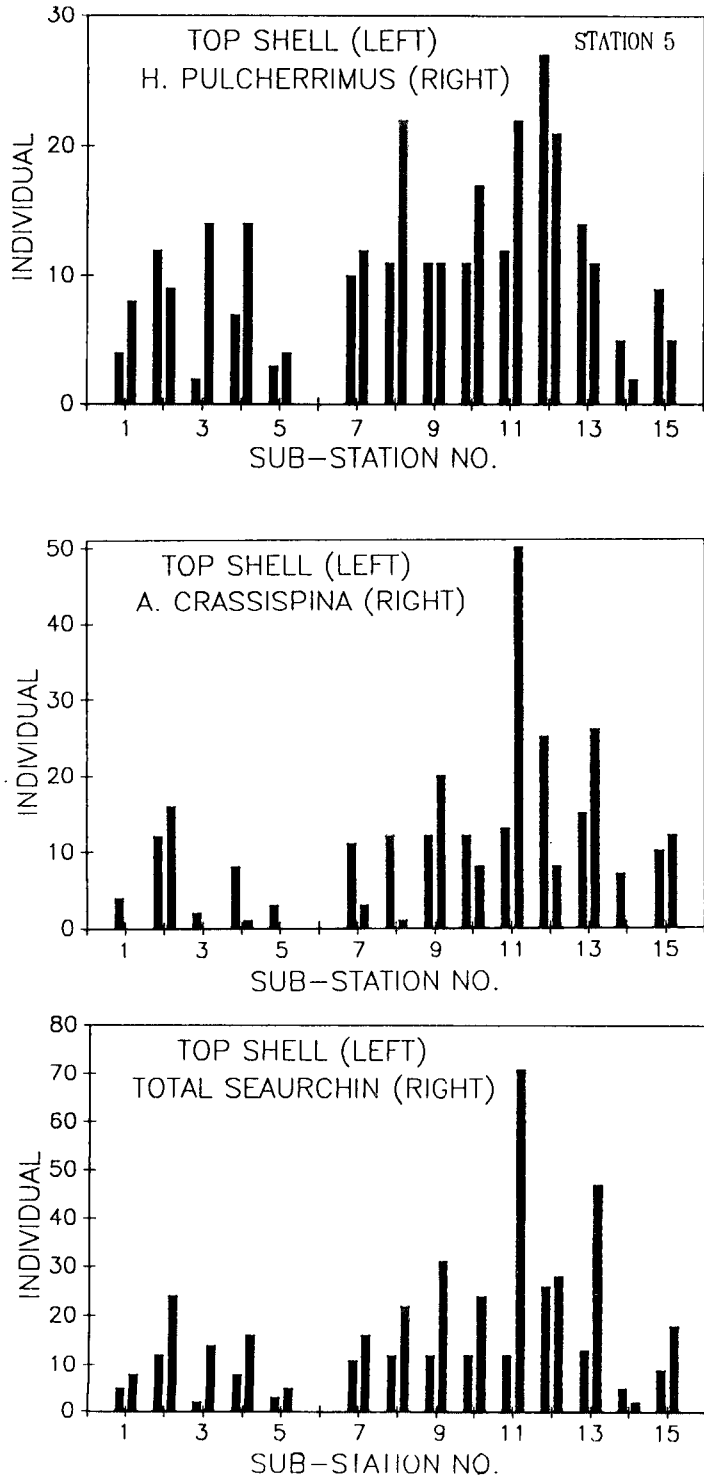 TOP SHELL (LEFT) STATION 5
H. PULCHERRIMUS (RIGHT)
INDIVIDUAL
30
20
10
0
1 3 5 7 9 11 13 15
SUB-STATION NO.
TOP SHELL (LEFT)
A. CRASSISPINA (RIGHT)
INDIVIDUAL
50
40
30
20
10
0
1 3 5 7 9 11 13 15
SUB-STATION NO.
TOP SHELL (LEFT)
TOTAL SEAURCHIN (RIGHT)
INDIVIDUAL
80
70
60
50
40
30
20
10
0
1 3 5 7 9 11 13 15
SUB-STATION NO.